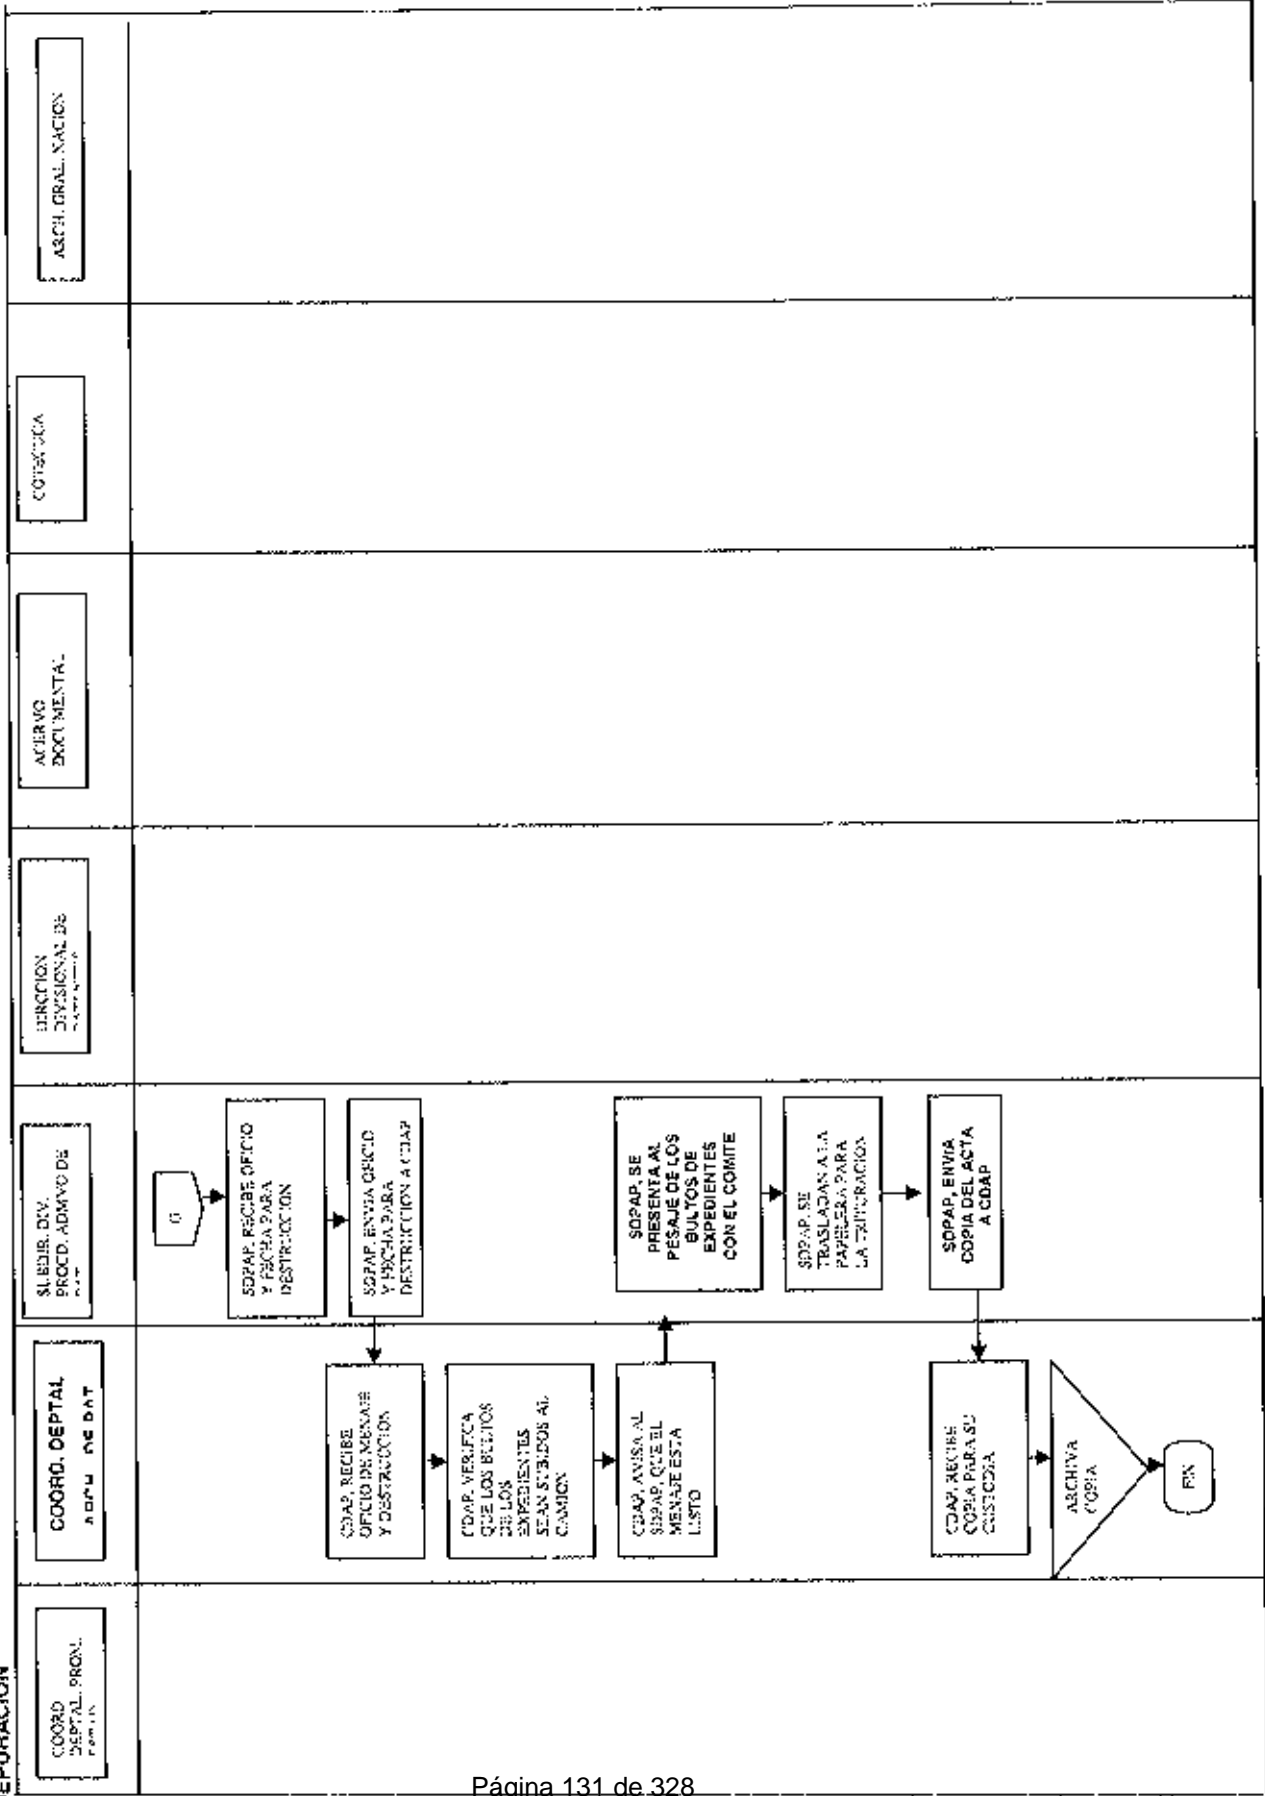 COORD
DEPTAL. PROM.
COORD. DEPTAL
DE PAT
SUBDIR. DIV.
PROCD. ADMVO DE
PAT
DIVISIONAL DE
ACERVO
DOCUMENTAL
ARCH. GRAL. NACION
G
SDPAP, RECIBE OFICIO
Y FECHA PARA
DESTRUCCION
SDPAP, ENVIA OFICIO
Y FECHA PARA
DESTRUCCION A CDAP
CDAP, RECIBE
OFICIO DE MENAJE
Y DESTRUCCION
CDAP, VERIFICA
QUE LOS BULTOS
DE LOS
EXPEDIENTES
SEAN SUBIDOS AL
CAMION
CDAP, AVISA AL
SDPAP, QUE EL
MENAJE ESTA
LISTO
SDPAP, SE
PRESENTA AL
PESAJE DE LOS
BULTOS DE
EXPEDIENTES
CON EL COMITE
SDPAP, SE
TRASLADAN A LA
PAPELERA PARA
LA TRITURACION
SDPAP, ENVIA
COPIA DEL ACTA
A CDAP
CDAP, RECIBE
COPIA PARA SU
CUSTODIA
ARCHIVA
COPIA
FIN
Página 131 de 328